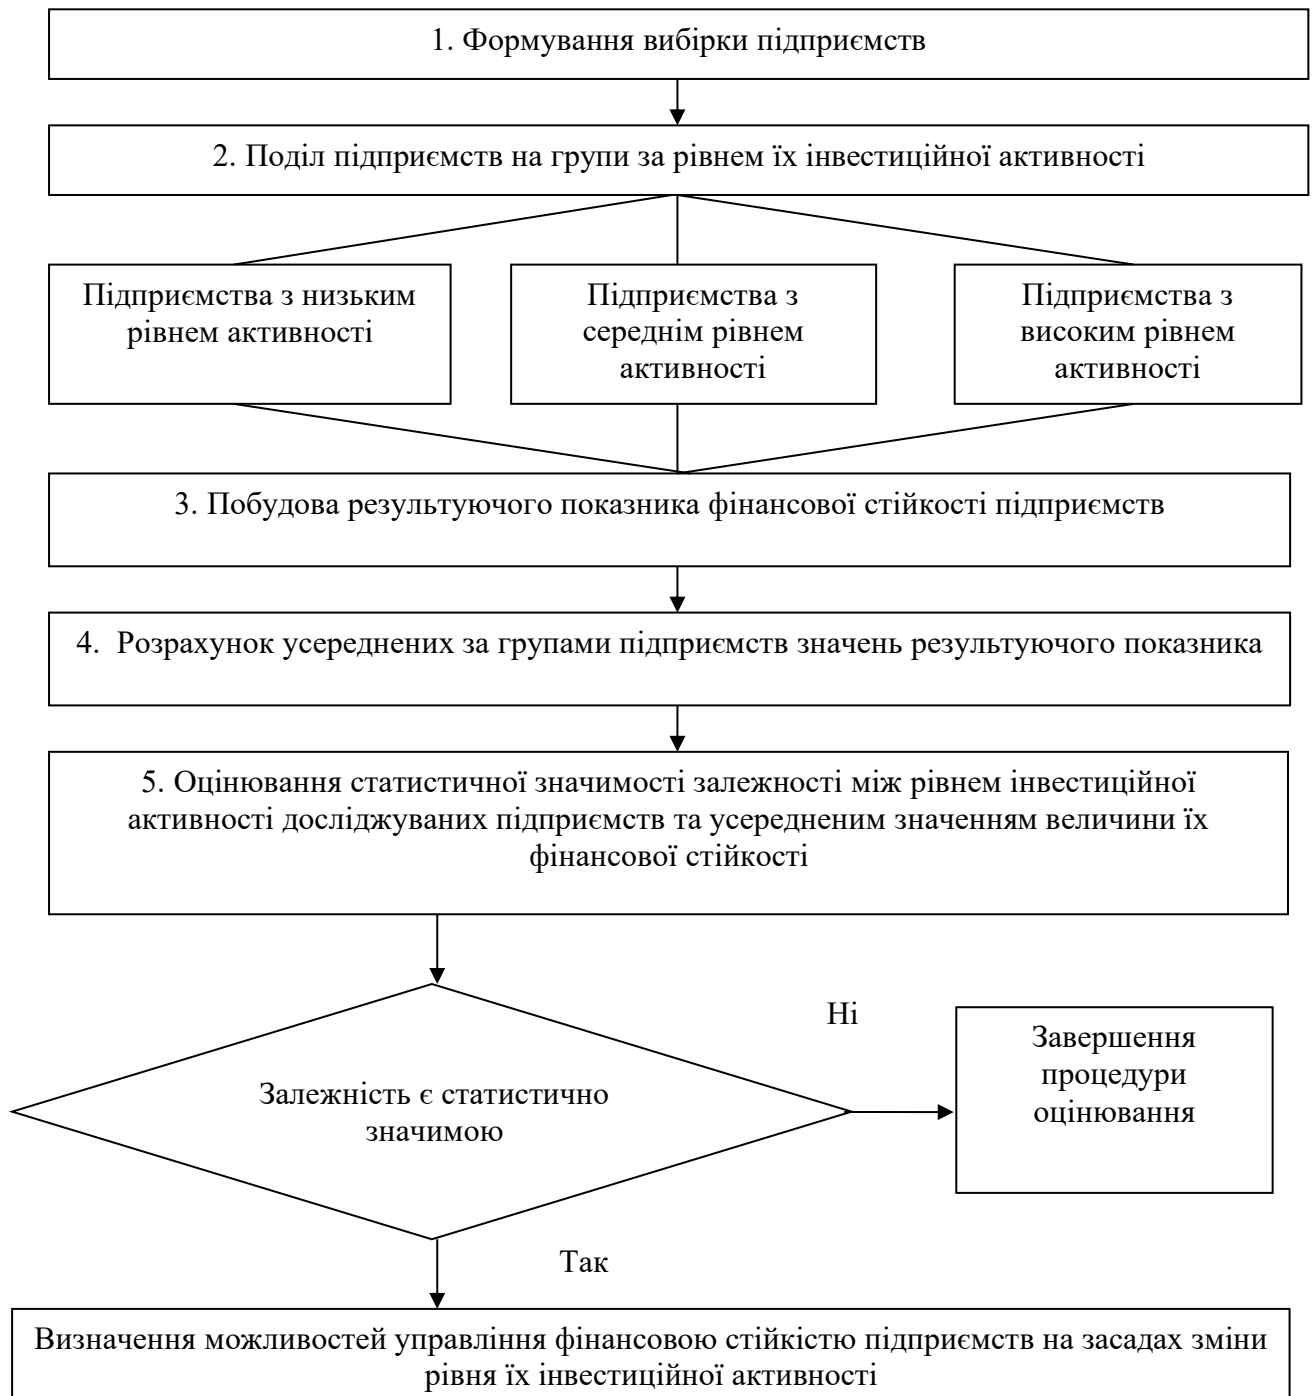 1. Формування вибірки підприємств
2. Поділ підприємств на групи за рівнем їх інвестиційної активності
Підприємства з низьким
рівнем активності
Підприємства з
середнім рівнем
активності
Підприємства з
високим рівнем
активності
3. Побудова результуючого показника фінансової стійкості підприємств
4. Розрахунок усереднених за групами підприємств значень результуючого показника
5. Оцінювання статистичної значимості залежності між рівнем інвестиційної
активності досліджуваних підприємств та усередненим значенням величини їх
фінансової стійкості
Залежність є статистично
значимою
Ні
Завершення
процедури
оцінювання
Так
Визначення можливостей управління фінансовою стійкістю підприємств на засадах зміни
рівня їх інвестиційної активності